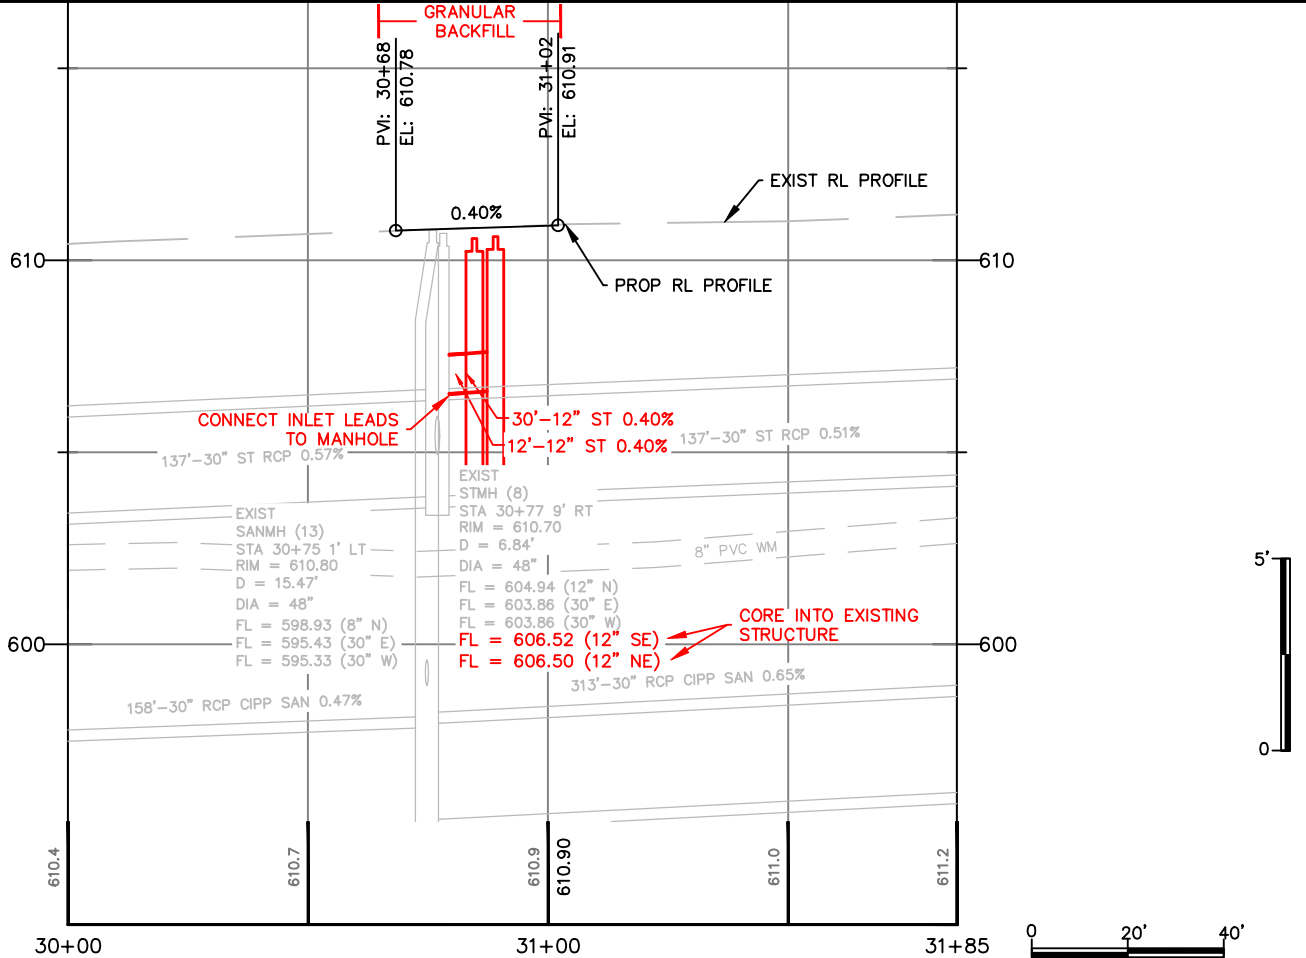 GRANULAR
BACKFILL
PVI: 30+68
EL: 610.78
PVI: 31+02
EL: 610.91
EXIST RL PROFILE
0.40%
610
610
PROP RL PROFILE
CONNECT INLET LEADS
TO MANHOLE
30'-12" ST 0.40%
12'-12" ST 0.40%
137'-30" ST RCP 0.57%
137'-30" ST RCP 0.51%
EXIST
SANMH (13)
STA 30+75 1' LT
RIM = 610.80
D = 15.47'
DIA = 48"
FL = 598.93 (8" N)
FL = 595.43 (30" E)
FL = 595.33 (30" W)
EXIST
STMH (8)
STA 30+77 9' RT
RIM = 610.70
D = 6.84'
DIA = 48"
FL = 604.94 (12" N)
FL = 603.86 (30" E)
FL = 603.86 (30" W)
FL = 606.52 (12" SE)
FL = 606.50 (12" NE)
8" PVC WM
CORE INTO EXISTING
STRUCTURE
600
600
158'-30" RCP CIPP SAN 0.47%
313'-30" RCP CIPP SAN 0.65%
5'
0
610.4
610.7
610.9
610.90
611.0
611.2
30+00
31+00
31+85
0
20'
40'